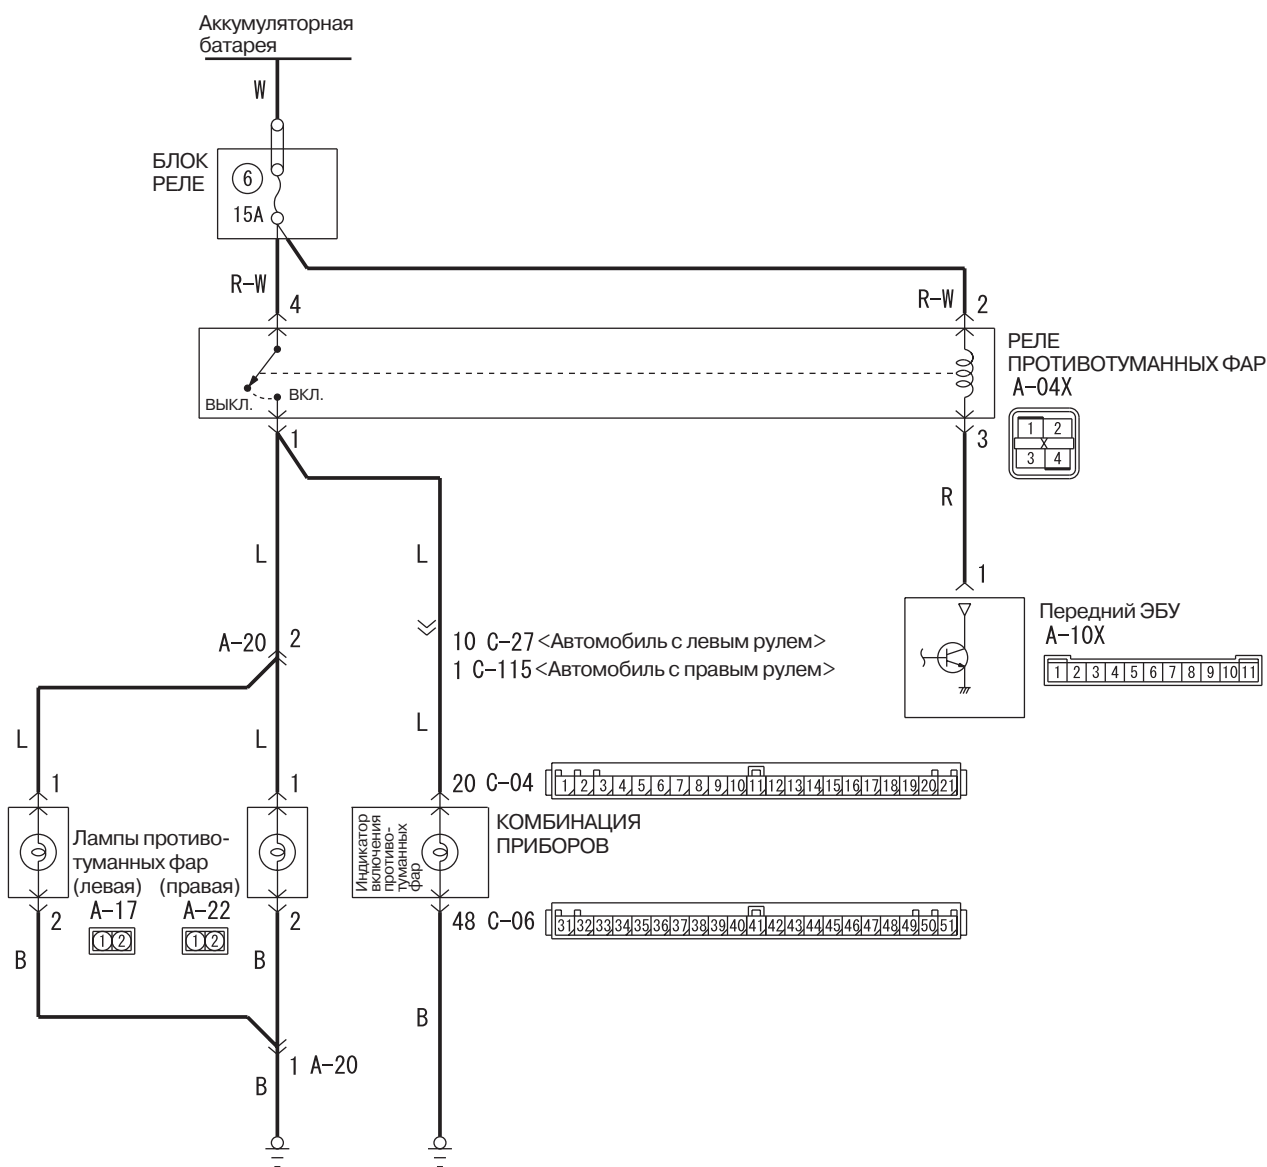 Аккумуляторная
батарея
W
БЛОК
РЕЛЕ
6
15A
R-W
4
R-W
2
РЕЛЕ
ПРОТИВОТУМАННЫХ ФАР
A-04X
ВЫКЛ.
ВКЛ.
1
3
1 2
X
3 4
R
L
L
1
Передний ЭБУ
A-10X
1 2 3 4 5 6 7 8 9 10 11
A-20
2
10 C-27 <Автомобиль с левым рулем>
1 C-115 <Автомобиль с правым рулем>
L
L
L
1
1
20 C-04
1 2 3 4 5 6 7 8 9 10 11 12 13 14 15 16 17 18 19 20 21
Лампы противо-
туманных фар
(левая) (правая)
A-17 A-22
1 2
1 2
Индикатор
включения
противо-
туманных
фар
КОМБИНАЦИЯ
ПРИБОРОВ
2
2
48 C-06
31 32 33 34 35 36 37 38 39 40 41 42 43 44 45 46 47 48 49 50 51
B
B
B
1 A-20
B